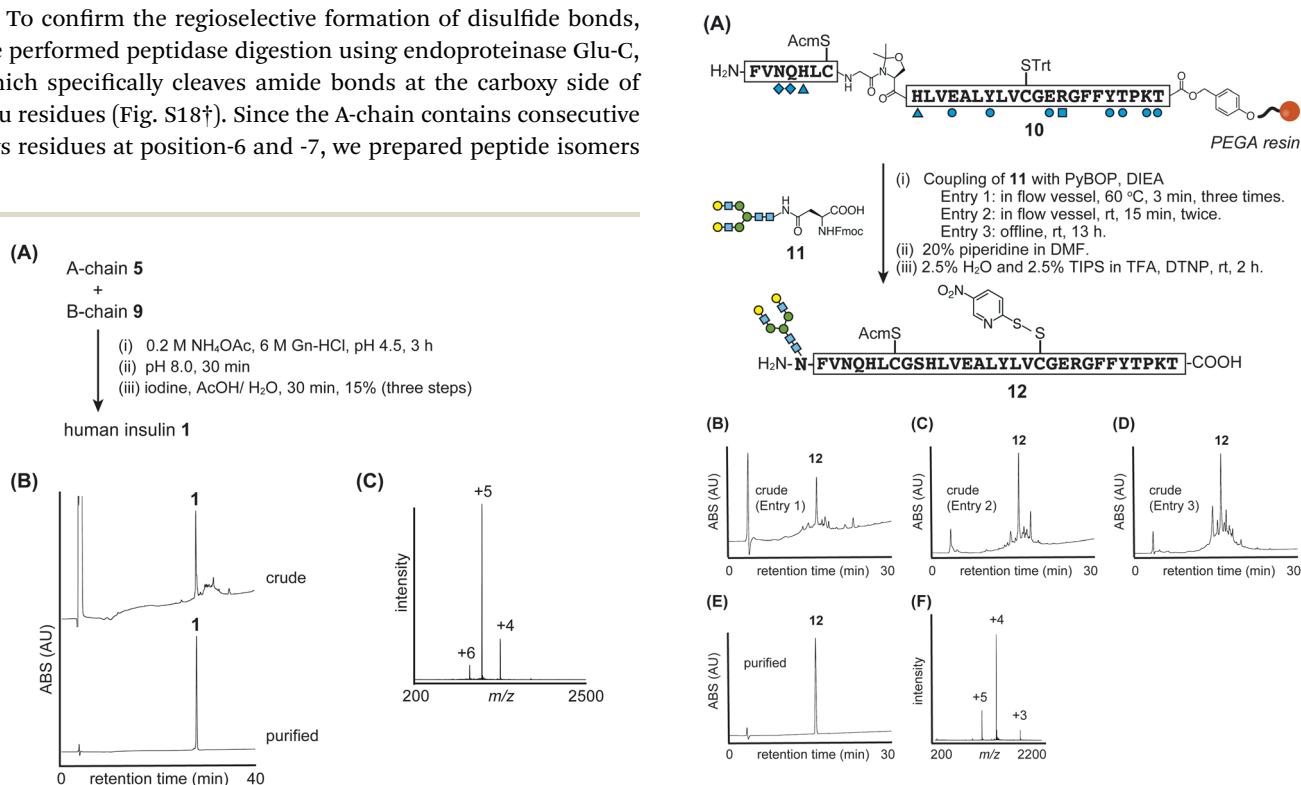 To confirm the regioselective formation of disulfide bonds,
performed peptidase digestion using endoproteinase Glu-C,
which specifically cleaves amide bonds at the carboxy side of
residues (Fig. S18†). Since the A-chain contains consecutive
residues at position-6 and -7, we prepared peptide isomers
(A)
A-chain 5
+
B-chain 9
(i) 0.2 M NH₄OAc, 6 M Gn-HCl, pH 4.5, 3 h
(ii) pH 8.0, 30 min
(iii) iodine, AcOH/ H₂O, 30 min, 15% (three steps)
human insulin 1
(B)
1
crude
1
purified
ABS (AU)
0 retention time (min) 40
(C)
+5
+4
+6
intensity
200 m/z 2500
(A)
AcmS
H₂N-FVNQHLC
N
H
O
N
O
O
STrt
HLVEALYLVCGERGFFYTPKT
O
O
O
10
PEGA resin
H
N
O
COOH
NHFmoc
11
(i) Coupling of 11 with PyBOP, DIEA
Entry 1: in flow vessel, 60 ºC, 3 min, three times.
Entry 2: in flow vessel, rt, 15 min, twice.
Entry 3: offline, rt, 13 h.
(ii) 20% piperidine in DMF.
(iii) 2.5% H₂O and 2.5% TIPS in TFA, DTNP, rt, 2 h.
O₂N
N
S
S
AcmS
H₂N-N-FVNQHLCGSHLVEALYLVCGERGFFYTPKT-COOH
12
(B)
12
crude
(Entry 1)
ABS (AU)
0 retention time (min) 30
(C)
12
crude
(Entry 2)
ABS (AU)
0 retention time (min) 30
(D)
12
crude
(Entry 3)
ABS (AU)
0 retention time (min) 30
(E)
12
purified
ABS (AU)
0 retention time (min) 30
(F)
+4
+5
+3
intensity
200 m/z 2200